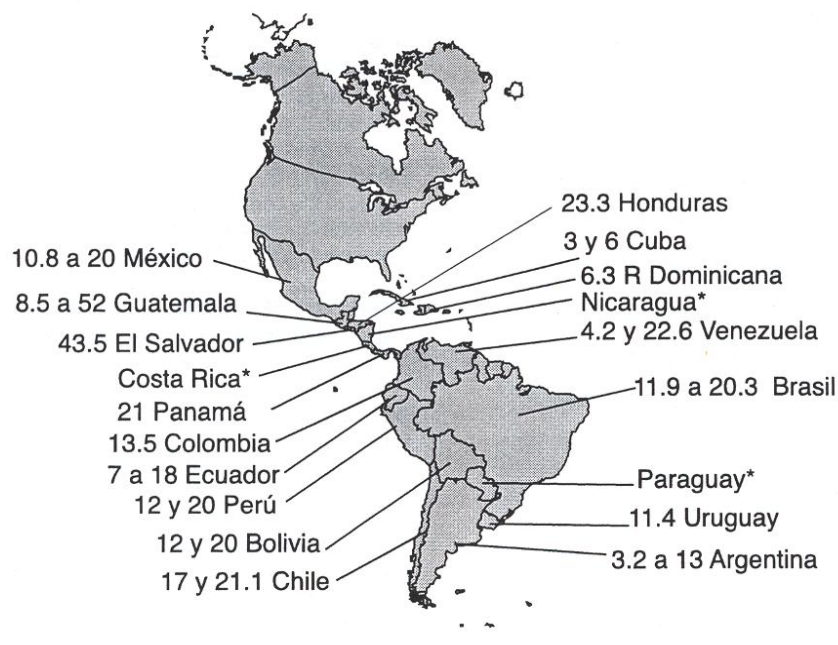 23.3 Honduras
3 y 6 Cuba
10.8 a 20 México
6.3 R Dominicana
8.5 a 52 Guatemala
Nicaragua*
4.2 y 22.6 Venezuela
43.5 El Salvador
Costa Rica*
11.9 a 20.3 Brasil
21 Panamá
13.5 Colombia
7 a 18 Ecuador
Paraguay*
12 y 20 Perú
11.4 Uruguay
12 y 20 Bolivia
3.2 a 13 Argentina
17 y 21.1 Chile